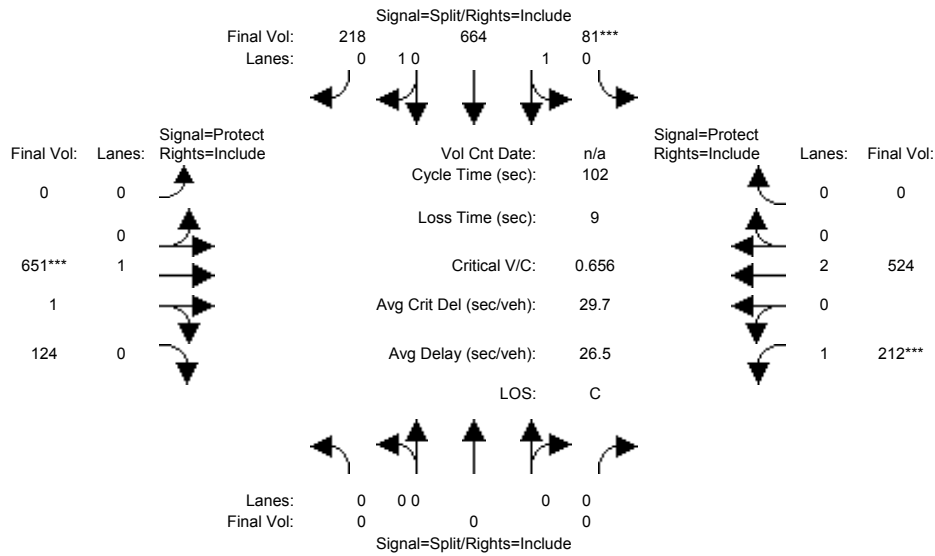 Signal=Split/Rights=Include
Final Vol: 218 664 81***
Lanes: 0 1 0 1 0
Signal=Protect Signal=Protect
Final Vol: Lanes: Rights=Include Vol Cnt Date: n/a Rights=Include Lanes: Final Vol:
Cycle Time (sec): 102
0 0 0 0
Loss Time (sec): 9
0 0
651*** 1 Critical V/C: 0.656 2 524
1 Avg Crit Del (sec/veh): 29.7 0
124 0 Avg Delay (sec/veh): 26.5 1 212***
LOS: C
Lanes: 0 0 0 0 0
Final Vol: 0 0 0
Signal=Split/Rights=Include